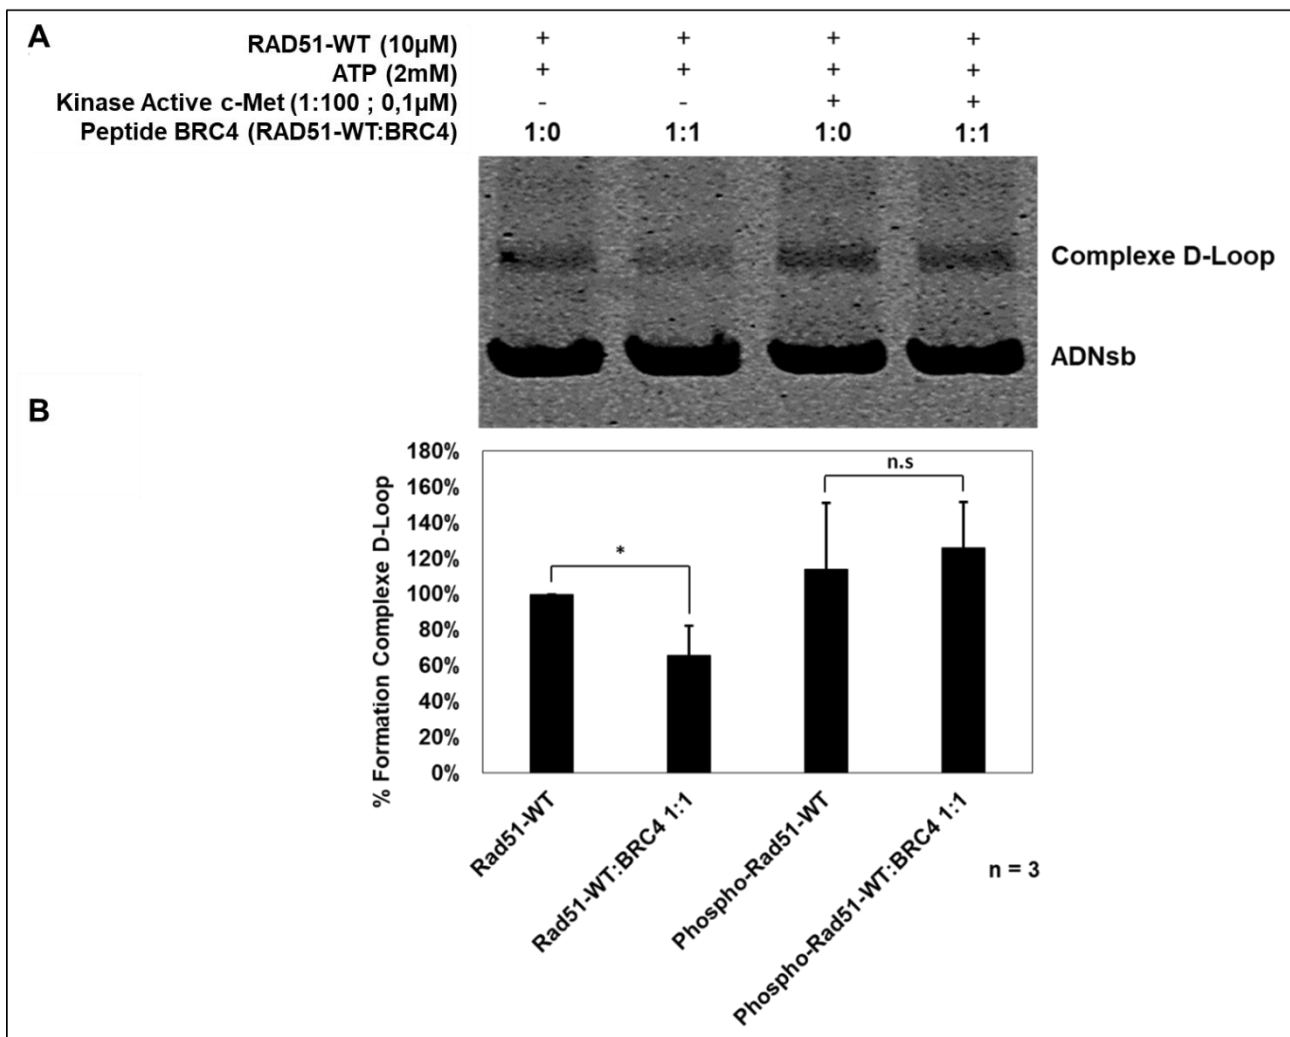 A
RAD51-WT (10µM) + + + +
ATP (2mM) + + + +
Kinase Active c-Met (1:100 ; 0,1µM) - - + +
Peptide BRC4 (RAD51-WT:BRC4) 1:0 1:1 1:0 1:1
Complexe D-Loop
ADNsb
B
% Formation Complexe D-Loop
180%
160%
140%
120%
100%
80%
60%
40%
20%
0%
*
n.s
Rad51-WT
Rad51-WT:BRC4 1:1
Phospho-Rad51-WT
Phospho-Rad51-WT:BRC4 1:1
n = 3